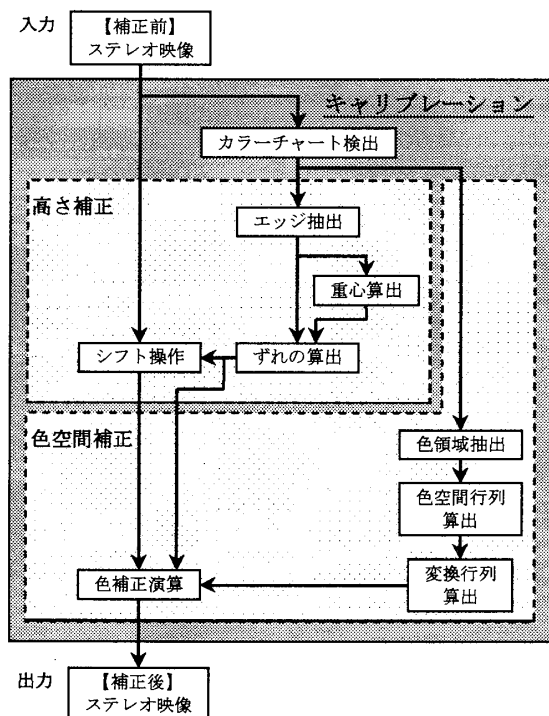 入力
【補正前】
ステレオ映像
キャリブレーション
カラーチャート検出
高さ補正
エッジ抽出
重心算出
シフト操作
ずれの算出
色空間補正
色領域抽出
色空間行列
算出
変換行列
算出
色補正演算
出力
【補正後】
ステレオ映像